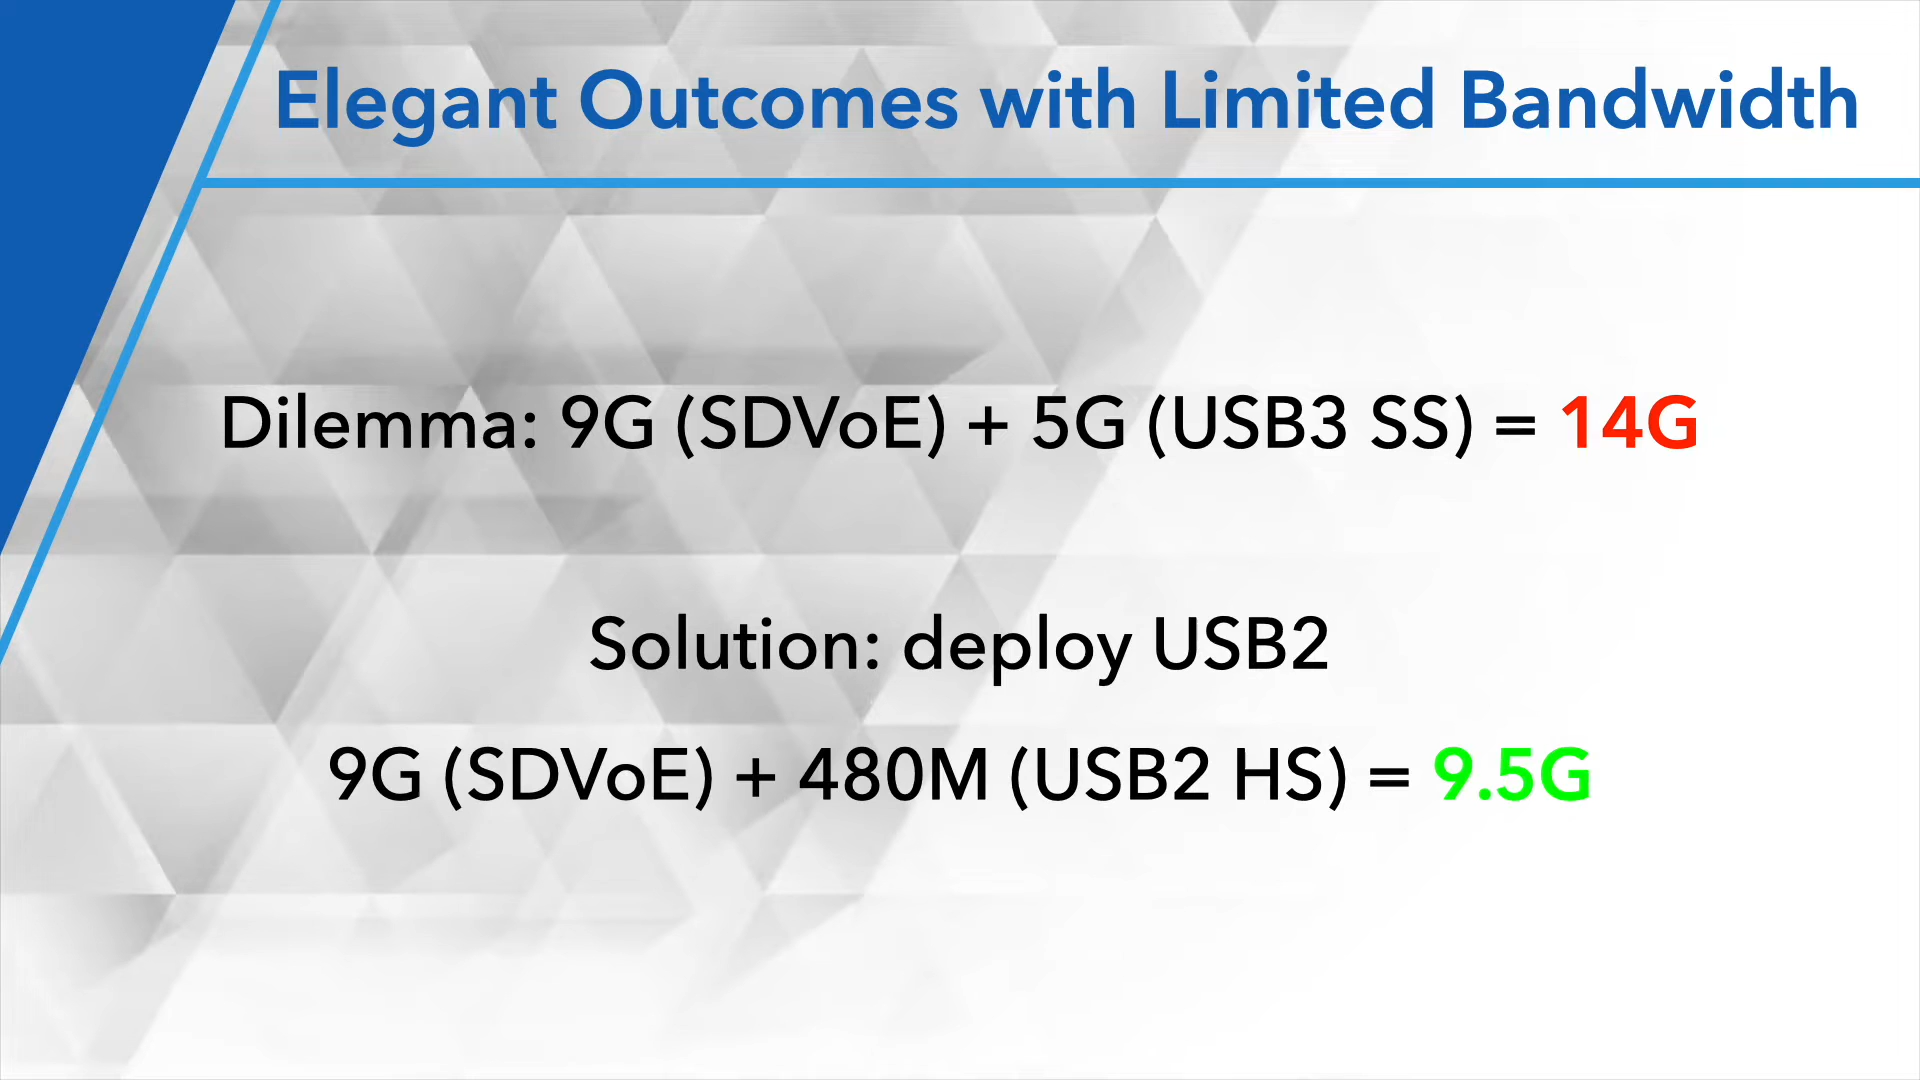 Elegant Outcomes with Limited Bandwidth
Dilemma: 9G (SDVoE) + 5G (USB3 SS) = 14G
Solution: deploy USB2
9G (SDVoE) + 480M (USB2 HS) = 9.5G